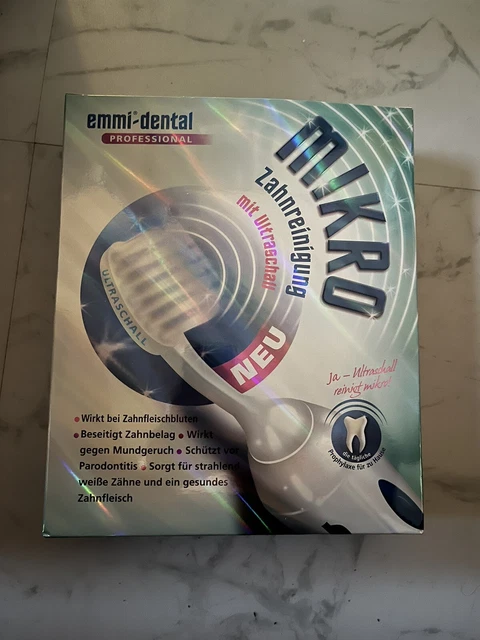 emmi®-dental
PROFESSIONAL
MIKRO
Zahnreinigung
mit Ultraschall
ULTRASCHALL
NEU
Ja – Ultraschall
reinigt mikro!
die tägliche
Prophylaxe für zu Hause
• Wirkt bei Zahnfleischbluten
• Beseitigt Zahnbelag • Wirkt
gegen Mundgeruch • Schützt vor
Parodontitis • Sorgt für strahlend
weiße Zähne und ein gesundes
Zahnfleisch